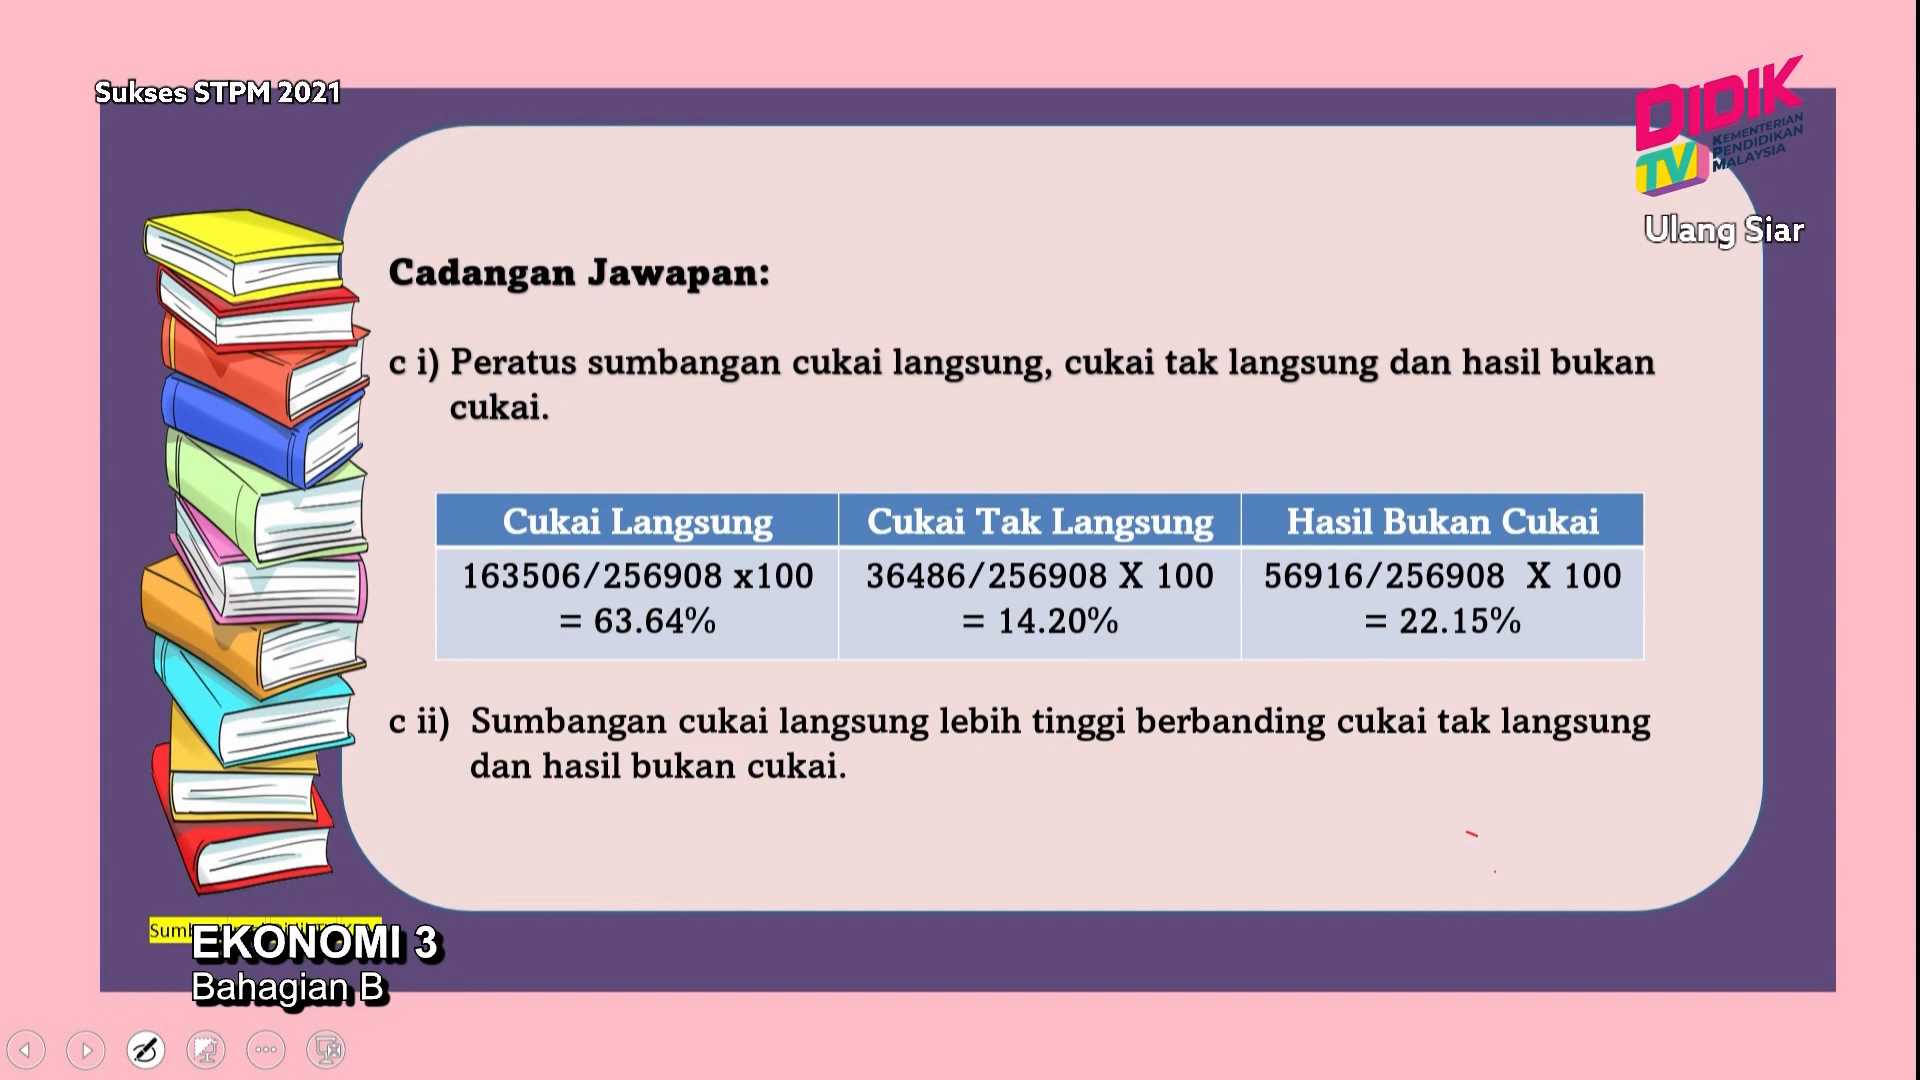 Sukses STPM 2021
DIDIK
TV
KEMENTERIAN
PENDIDIKAN
MALAYSIA
Ulang Siar
Cadangan Jawapan:
c i) Peratus sumbangan cukai langsung, cukai tak langsung dan hasil bukan
cukai.
Cukai Langsung Cukai Tak Langsung Hasil Bukan Cukai
163506/256908 x100 36486/256908 X 100 56916/256908 X 100
= 63.64% = 14.20% = 22.15%
c ii) Sumbangan cukai langsung lebih tinggi berbanding cukai tak langsung
dan hasil bukan cukai.
EKONOMI 3
Bahagian B